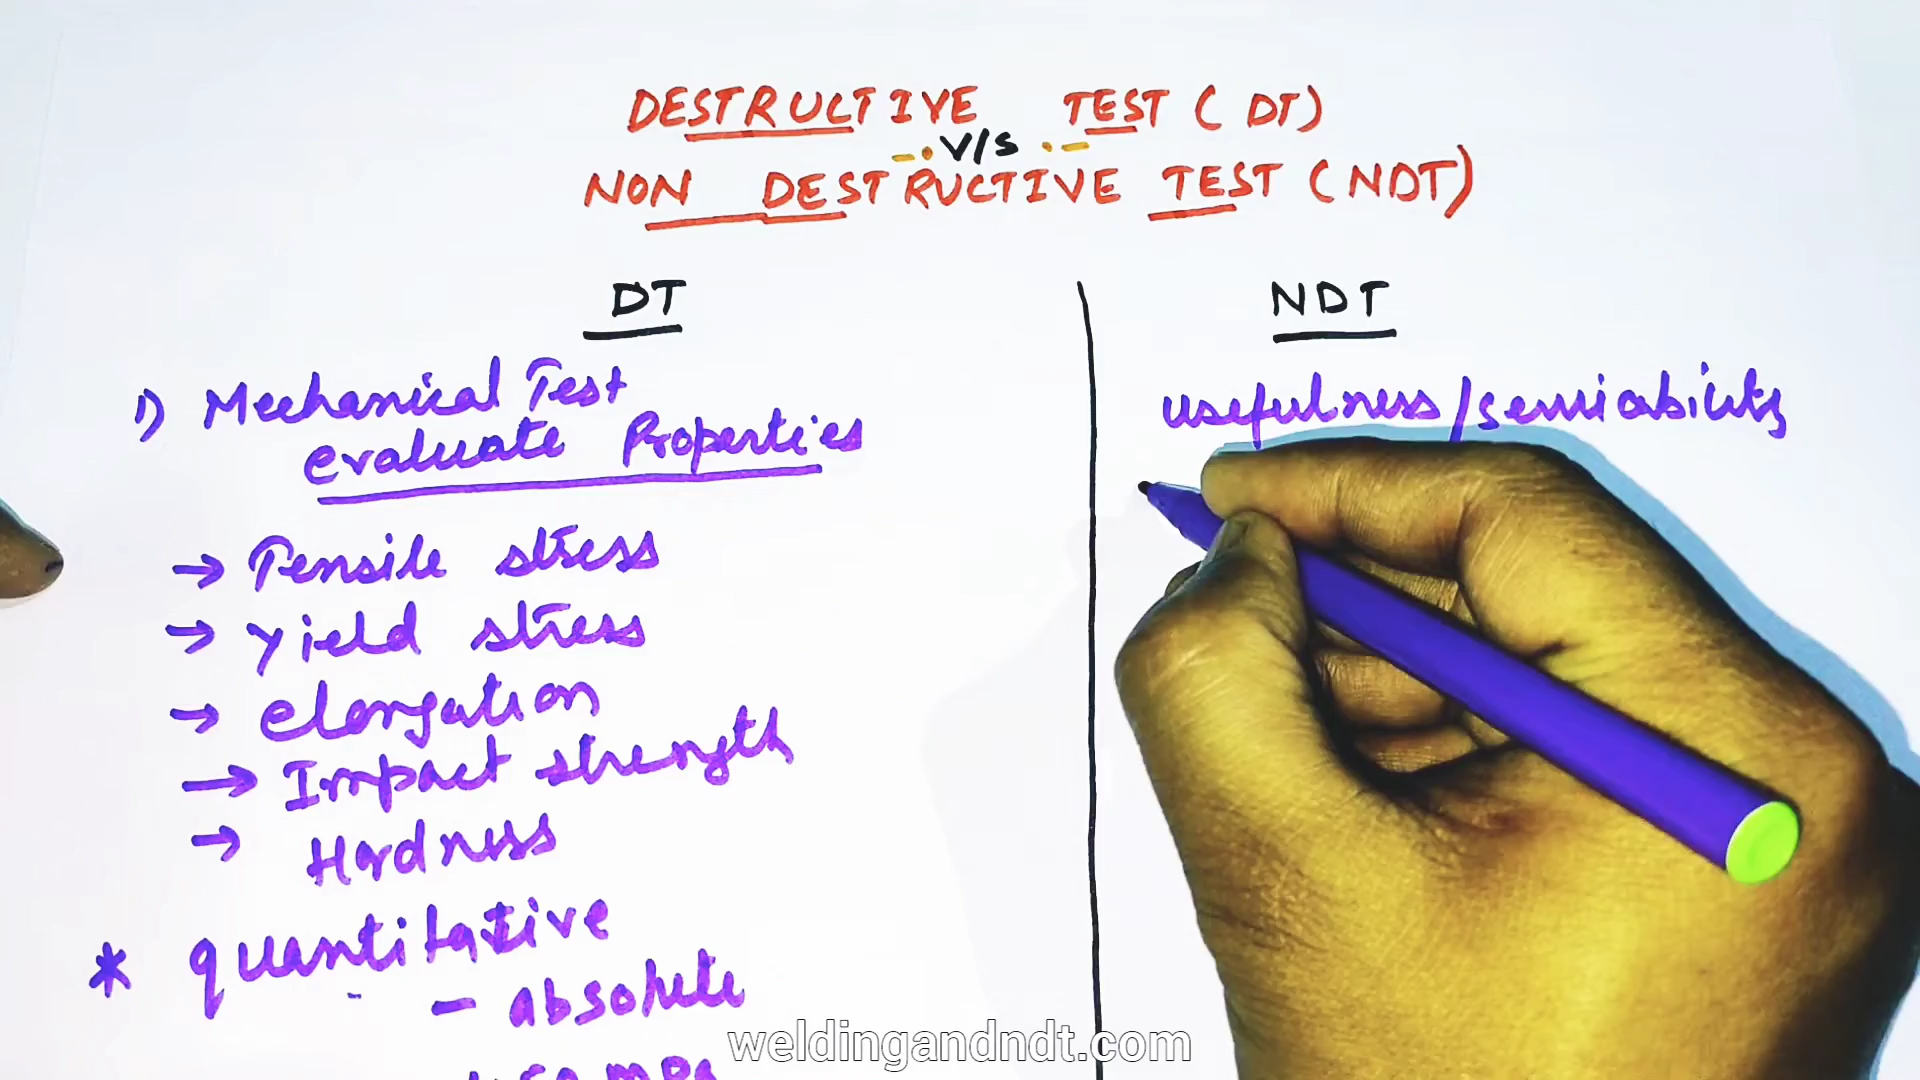 DESTRUCTIVE TEST ( DT)
V/S
NON DESTRUCTIVE TEST ( NDT)
DT
NDT
1) Mechanical Test
evaluate Properties
usefulness/serviability
→ Tensile stress
→ Yield stress
→ elongation
→ Impact strength
→ Hardness
* quantitative
- absolute
weldingandndt.com